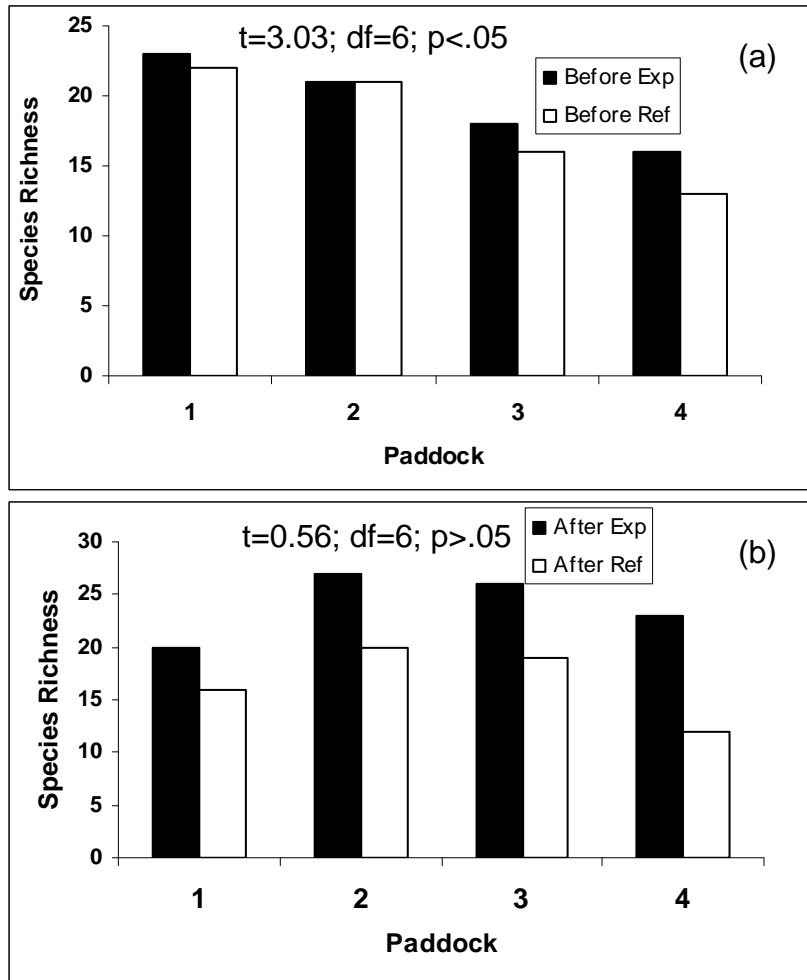 t=3.03; df=6; p<.05
(a)
Before Exp
Before Ref
Species Richness
25
20
15
10
5
0
1 2 3 4
Paddock
t=0.56; df=6; p>.05
(b)
After Exp
After Ref
Species Richness
30
25
20
15
10
5
0
1 2 3 4
Paddock